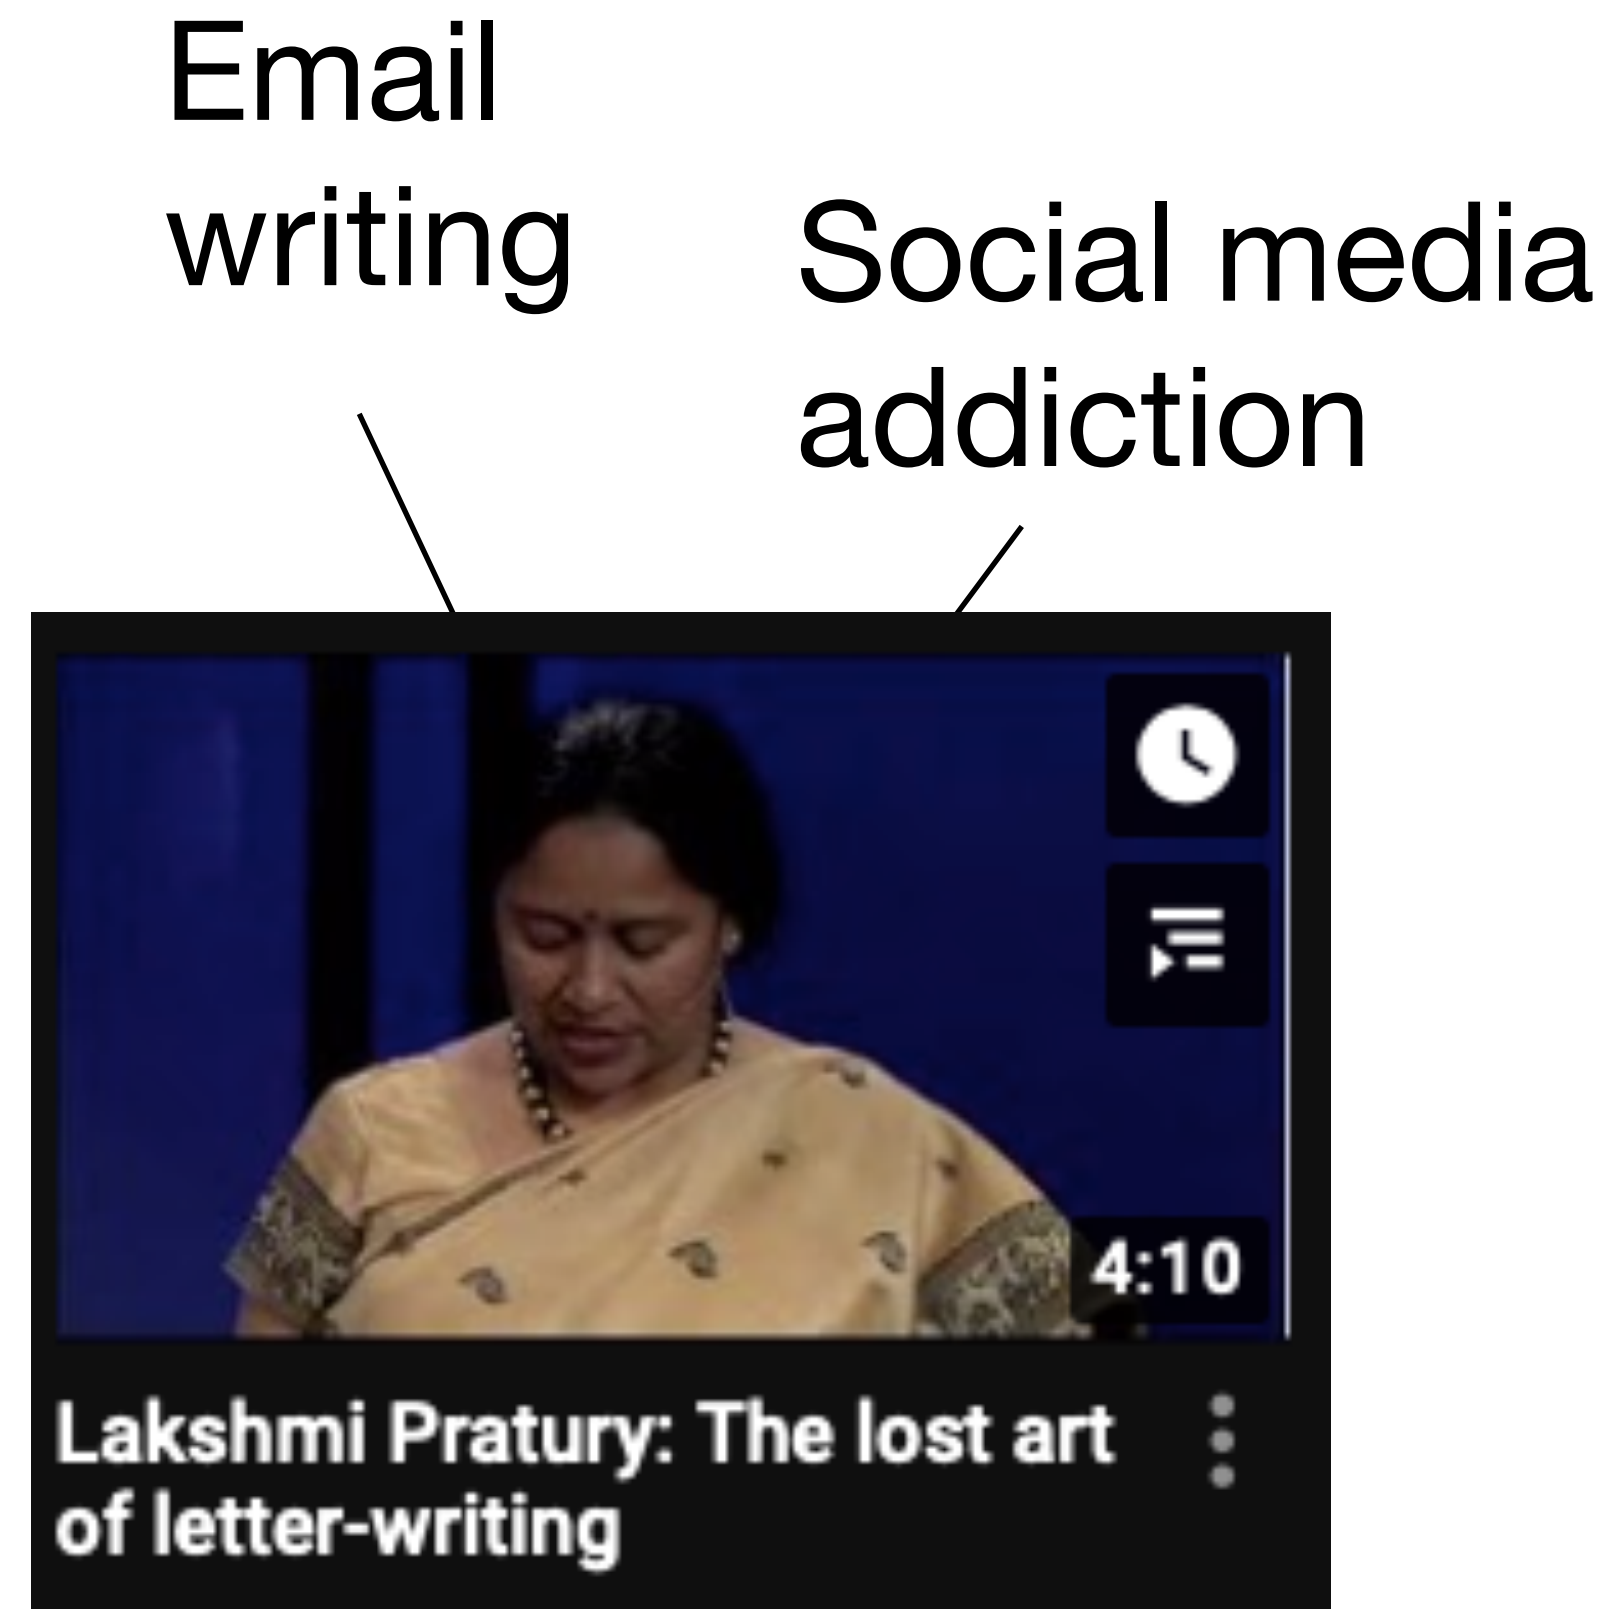 Email
writing
Social media
addiction
4:10
Lakshmi Pratury: The lost art
of letter-writing